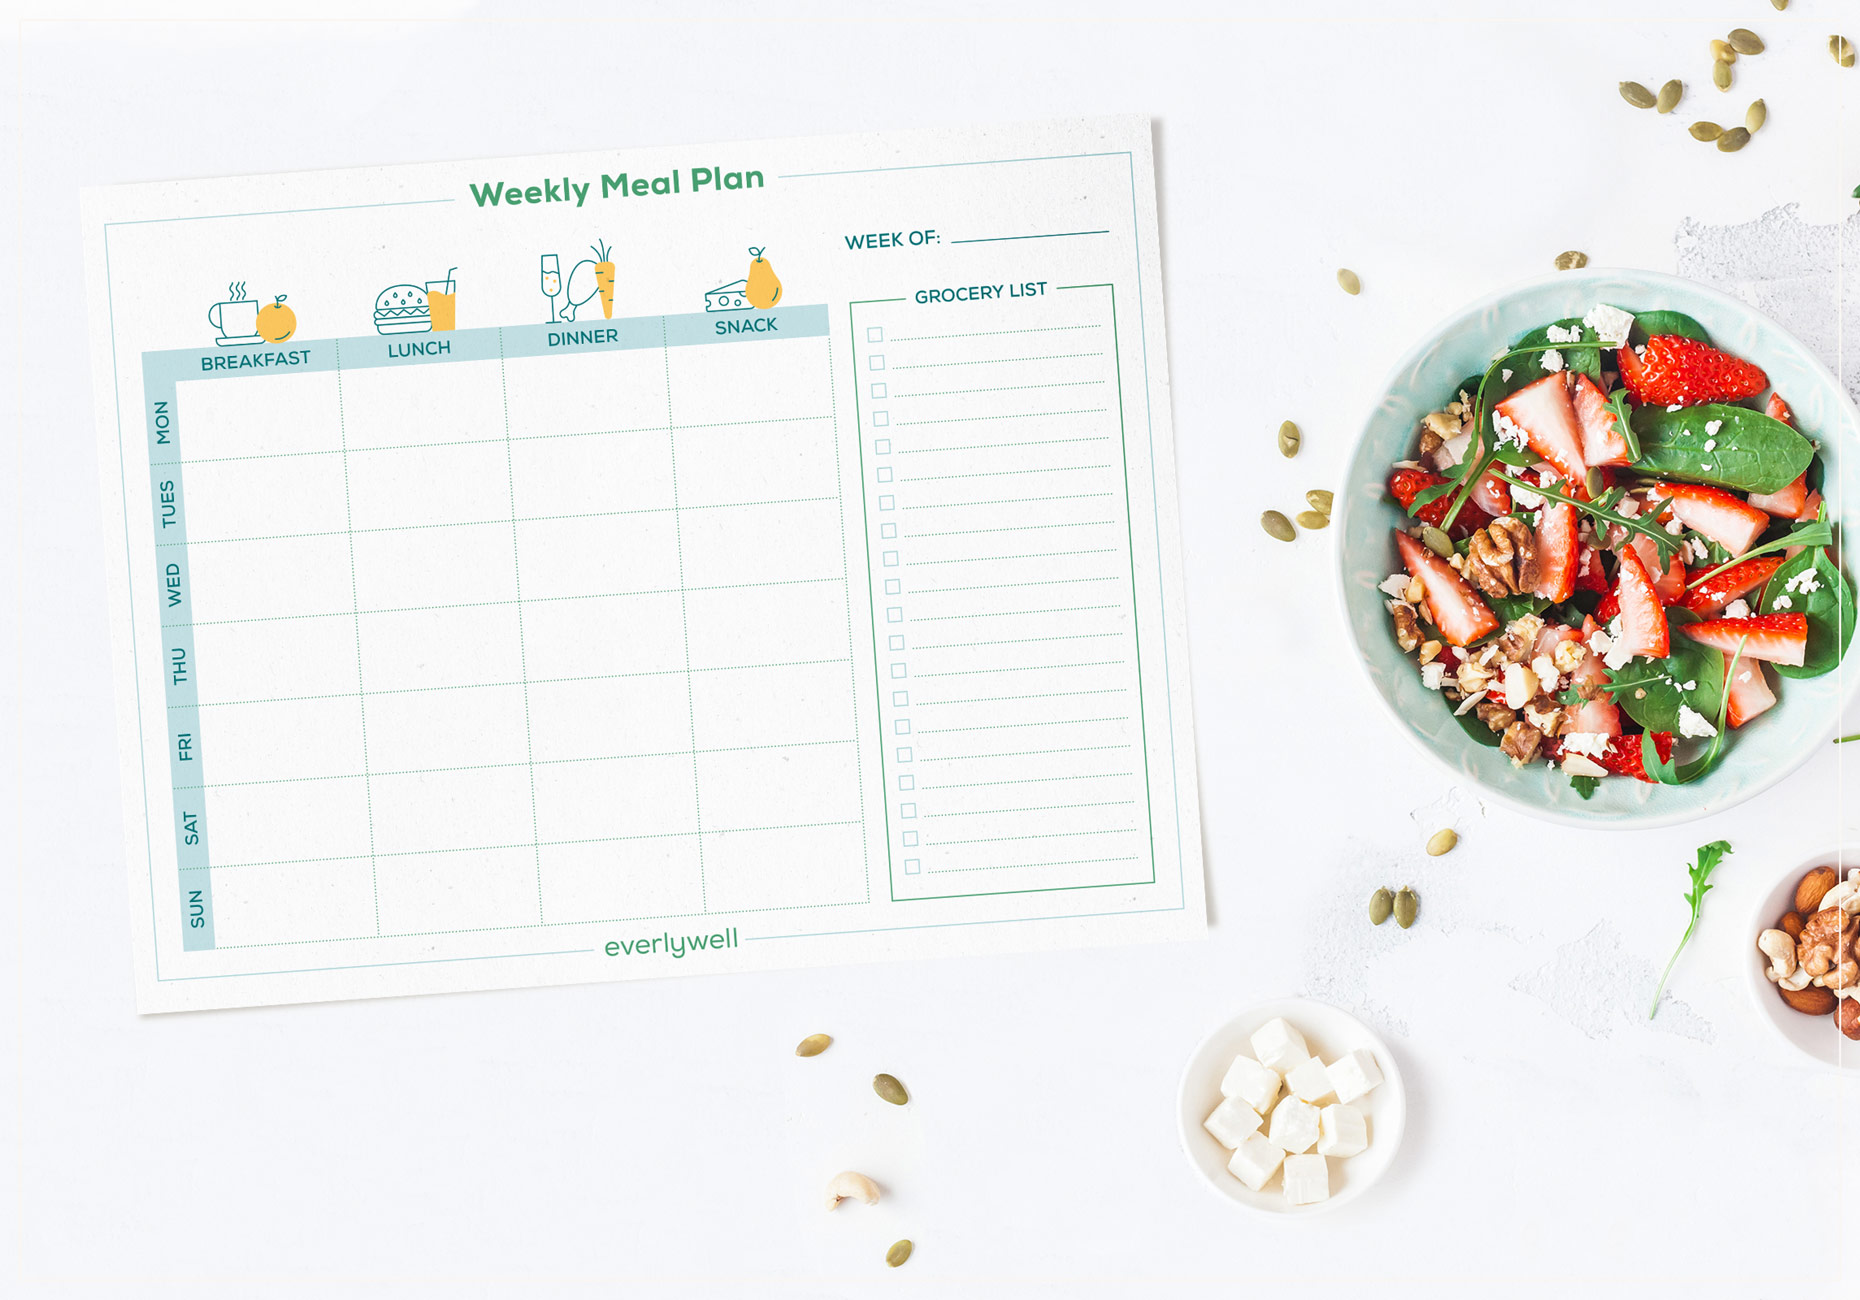 Weekly Meal Plan
WEEK OF:
BREAKFAST
LUNCH
DINNER
SNACK
GROCERY LIST
MON
TUES
WED
THU
FRI
SAT
SUN
everlywell